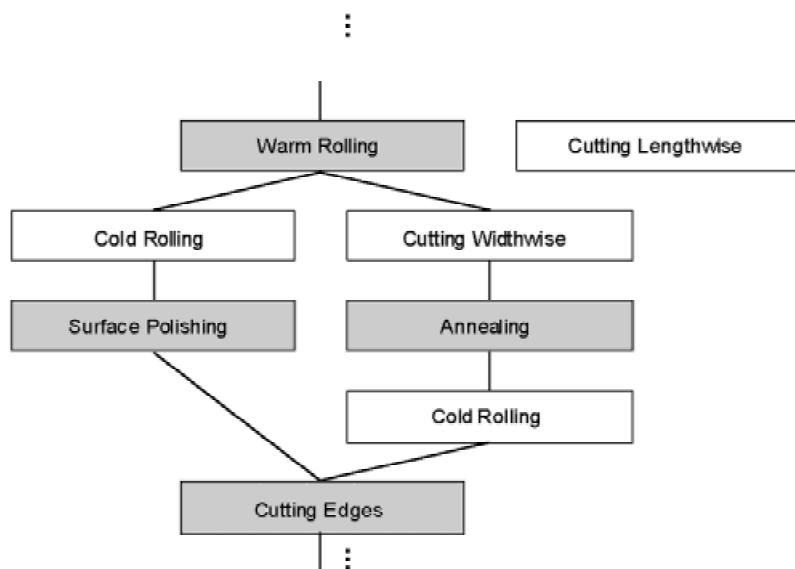 Warm Rolling
Cutting Lengthwise
Cold Rolling
Cutting Widthwise
Surface Polishing
Annealing
Cold Rolling
Cutting Edges